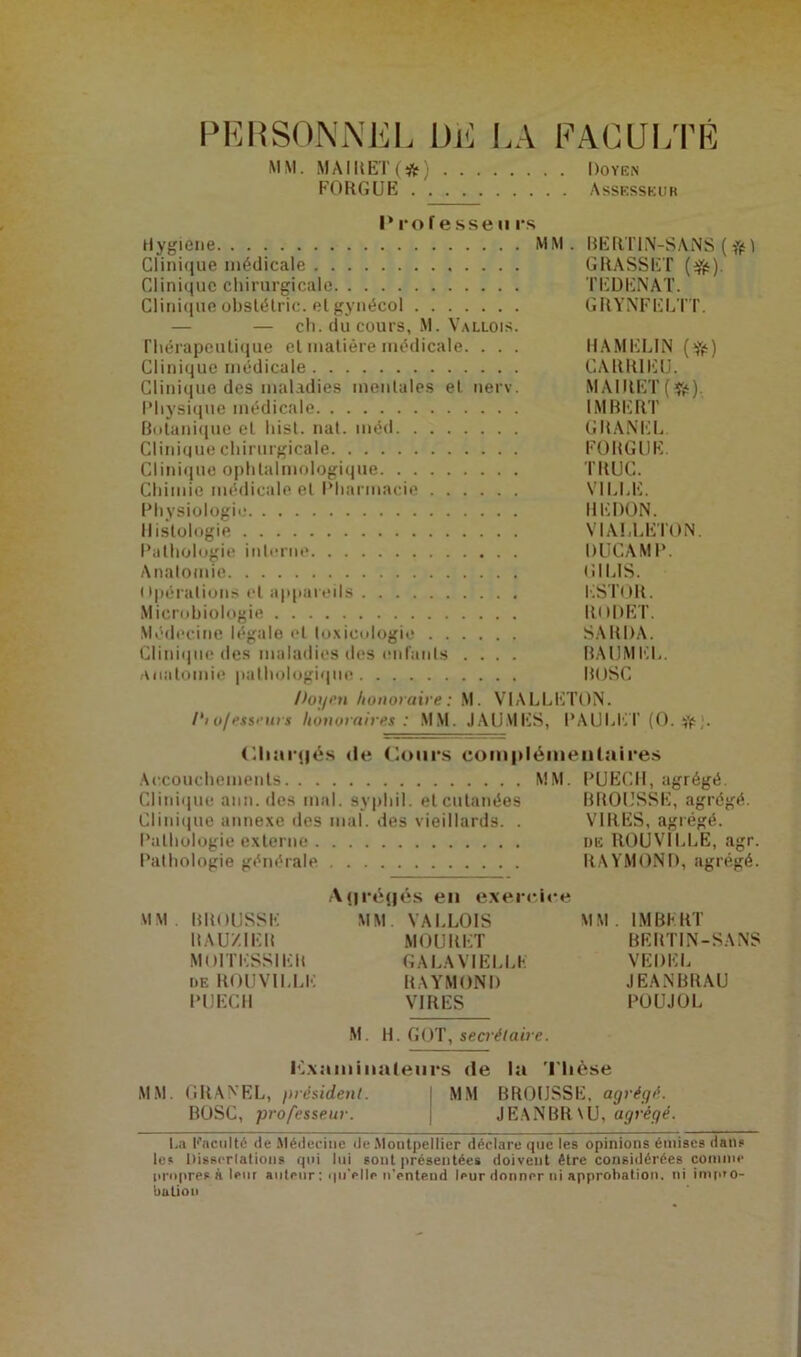 PERSONNEL DE LA FACULTÉ
MM. MAIRET (✻) . . . . . . . . DOYEN
FORGUE . . . . . . . . . . ASSESSEUR
Professeurs
Hygiène. . . . . . . . . . . . . . . . . . . MM. BERTIN-SANS (✻)
Clinique médicale . . . . . . . . . . . . . GRASSET (✻).
Clinique chirurgicale. . . . . . . . . . . . TEDENAT.
Clinique obstétric. et gynécol . . . . . . . GRYNFELTT.
— — ch. du cours, M. VALLOIS.
Thérapeutique et matière médicale. . . . HAMELIN (✻)
Clinique médicale . . . . . . . . . . . . . CARRIEU.
Clinique des maladies mentales et nerv. MAIRET (✻).
Physique médicale. . . . . . . . . . . . . IMBERT
Botanique et hist. nat. méd. . . . . . . . GRANEL.
Clinique chirurgicale. . . . . . . . . . . . FORGUE.
Clinique ophtalmologique. . . . . . . . . TRUC.
Chimie médicale et Pharmacie . . . . . . VILLE.
Physiologie. . . . . . . . . . . . . . . . . HEDON.
Histologie . . . . . . . . . . . . . . . . . VIALLETON.
Pathologie interne. . . . . . . . . . . . . DUCAMP.
Anatomie. . . . . . . . . . . . . . . . . . GILIS.
Opérations et appareils . . . . . . . . . . ESTOR.
Microbiologie . . . . . . . . . . . . . . . RODET.
Médecine légale et toxicologie . . . . . . SARDA.
Clinique des maladies des enfants . . . . BAUMEL.
Anatomie pathologique . . . . . . . . . . BOSC
Doyen honoraire : M. VIALLETON.
Professeurs honoraires : MM. JAUMES, PAULET (O. ✻).
Chargés de Cours complémentaires
Accouchements. . . . . . . . . . . . . . . MM. PUECH, agrégé.
Clinique ann. des mal. syphil. et cutanées BROUSSE, agrégé.
Clinique annexe des mal. des vieillards. . VIRES, agrégé.
Pathologie externe . . . . . . . . . . . . . DE ROUVILLE, agr.
Pathologie générale . . . . . . . . . . . . RAYMOND, agrégé.
Agrégés en exercice
MM. BROUSSE MM. VALLOIS MM. IMBERT
RAUZIER MOURET BERTIN-SANS
MOITESSIER GALAVIELLE VEDEL
DE ROUVILLE RAYMOND JEANBRAU
PUECH VIRES POUJOL
M. H. GOT, secrétaire.
Examinateurs de la Thèse
MM. GRANEL, président. MM BROUSSE, agrégé.
BOSC, professeur. JEANBRAU, agrégé.
La Faculté de Médecine de Montpellier déclare que les opinions émises dans
les Dissertations qui lui sont présentées doivent être considérées comme
propres à leur auteur ; qu'elle n'entend leur donner ni approbation, ni impro-
bation